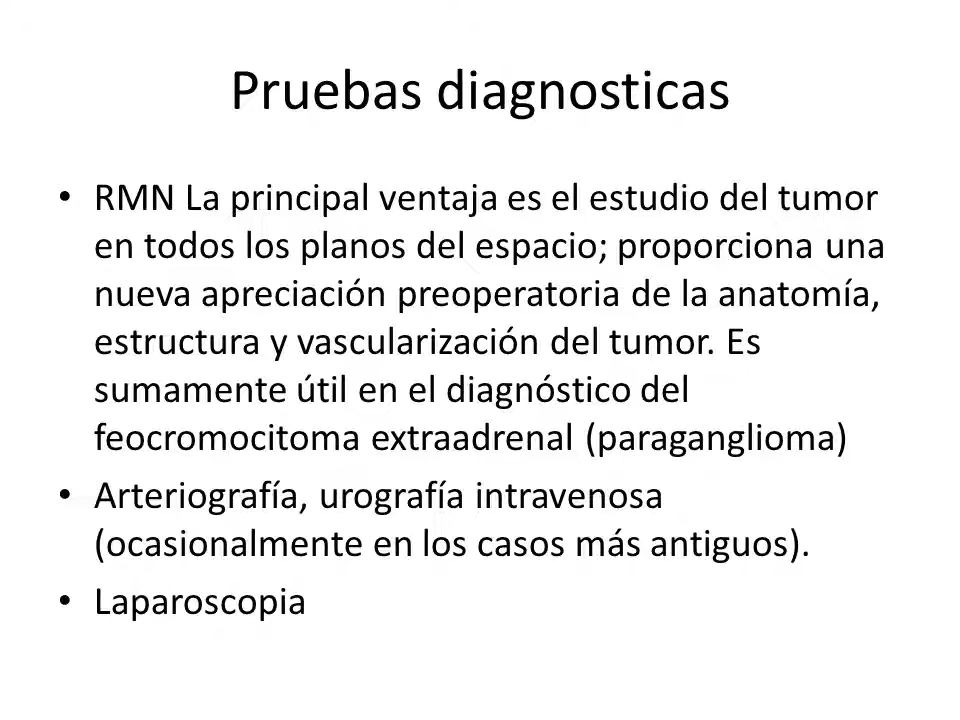 Pruebas diagnosticas
• RMN La principal ventaja es el estudio del tumor
en todos los planos del espacio; proporciona una
nueva apreciación preoperatoria de la anatomía,
estructura y vascularización del tumor. Es
sumamente útil en el diagnóstico del
feocromocitoma extraadrenal (paraganglioma)
• Arteriografía, urografía intravenosa
(ocasionalmente en los casos más antiguos).
• Laparoscopia